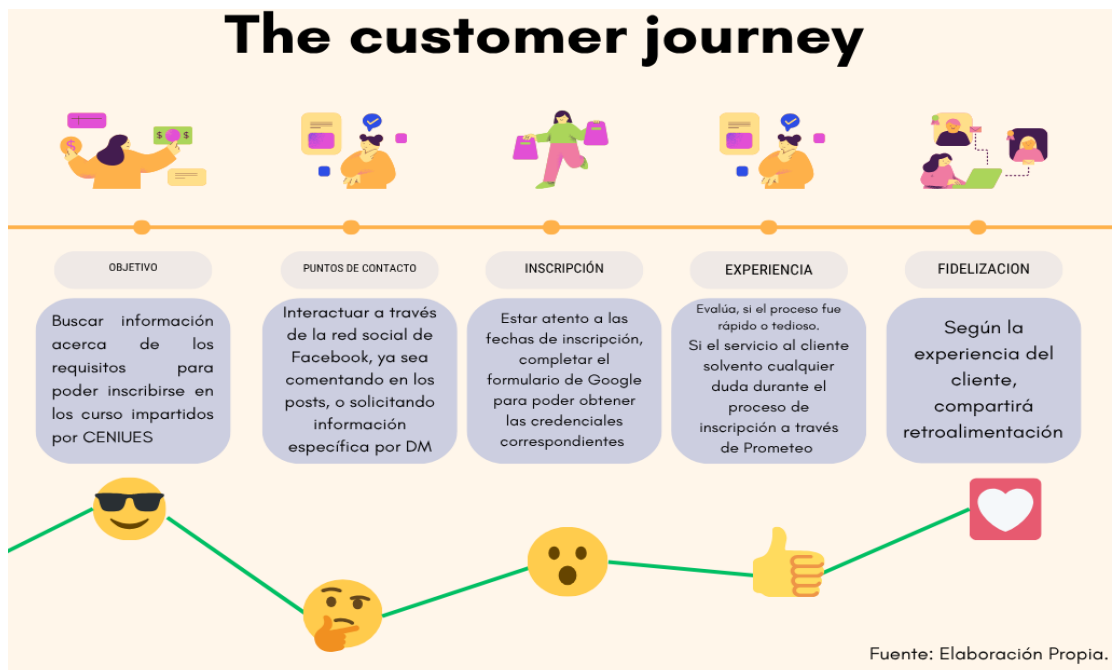 The customer journey
OBJETIVO
Buscar información
acerca de los
requisitos para
poder inscribirse en
los curso impartidos
por CENIUES
PUNTOS DE CONTACTO
Interactuar a través
de la red social de
Facebook, ya sea
comentando en los
posts, o solicitando
información
específica por DM
INSCRIPCIÓN
Estar atento a las
fechas de inscripción,
completar el
formulario de Google
para poder obtener
las credenciales
correspondientes
EXPERIENCIA
Evalúa, si el proceso fue
rápido o tedioso.
Si el servicio al cliente
solvento cualquier
duda durante el
proceso de
inscripción a través
de Prometeo
FIDELIZACION
Según la
experiencia del
cliente,
compartirá
retroalimentación
Fuente: Elaboración Propia.